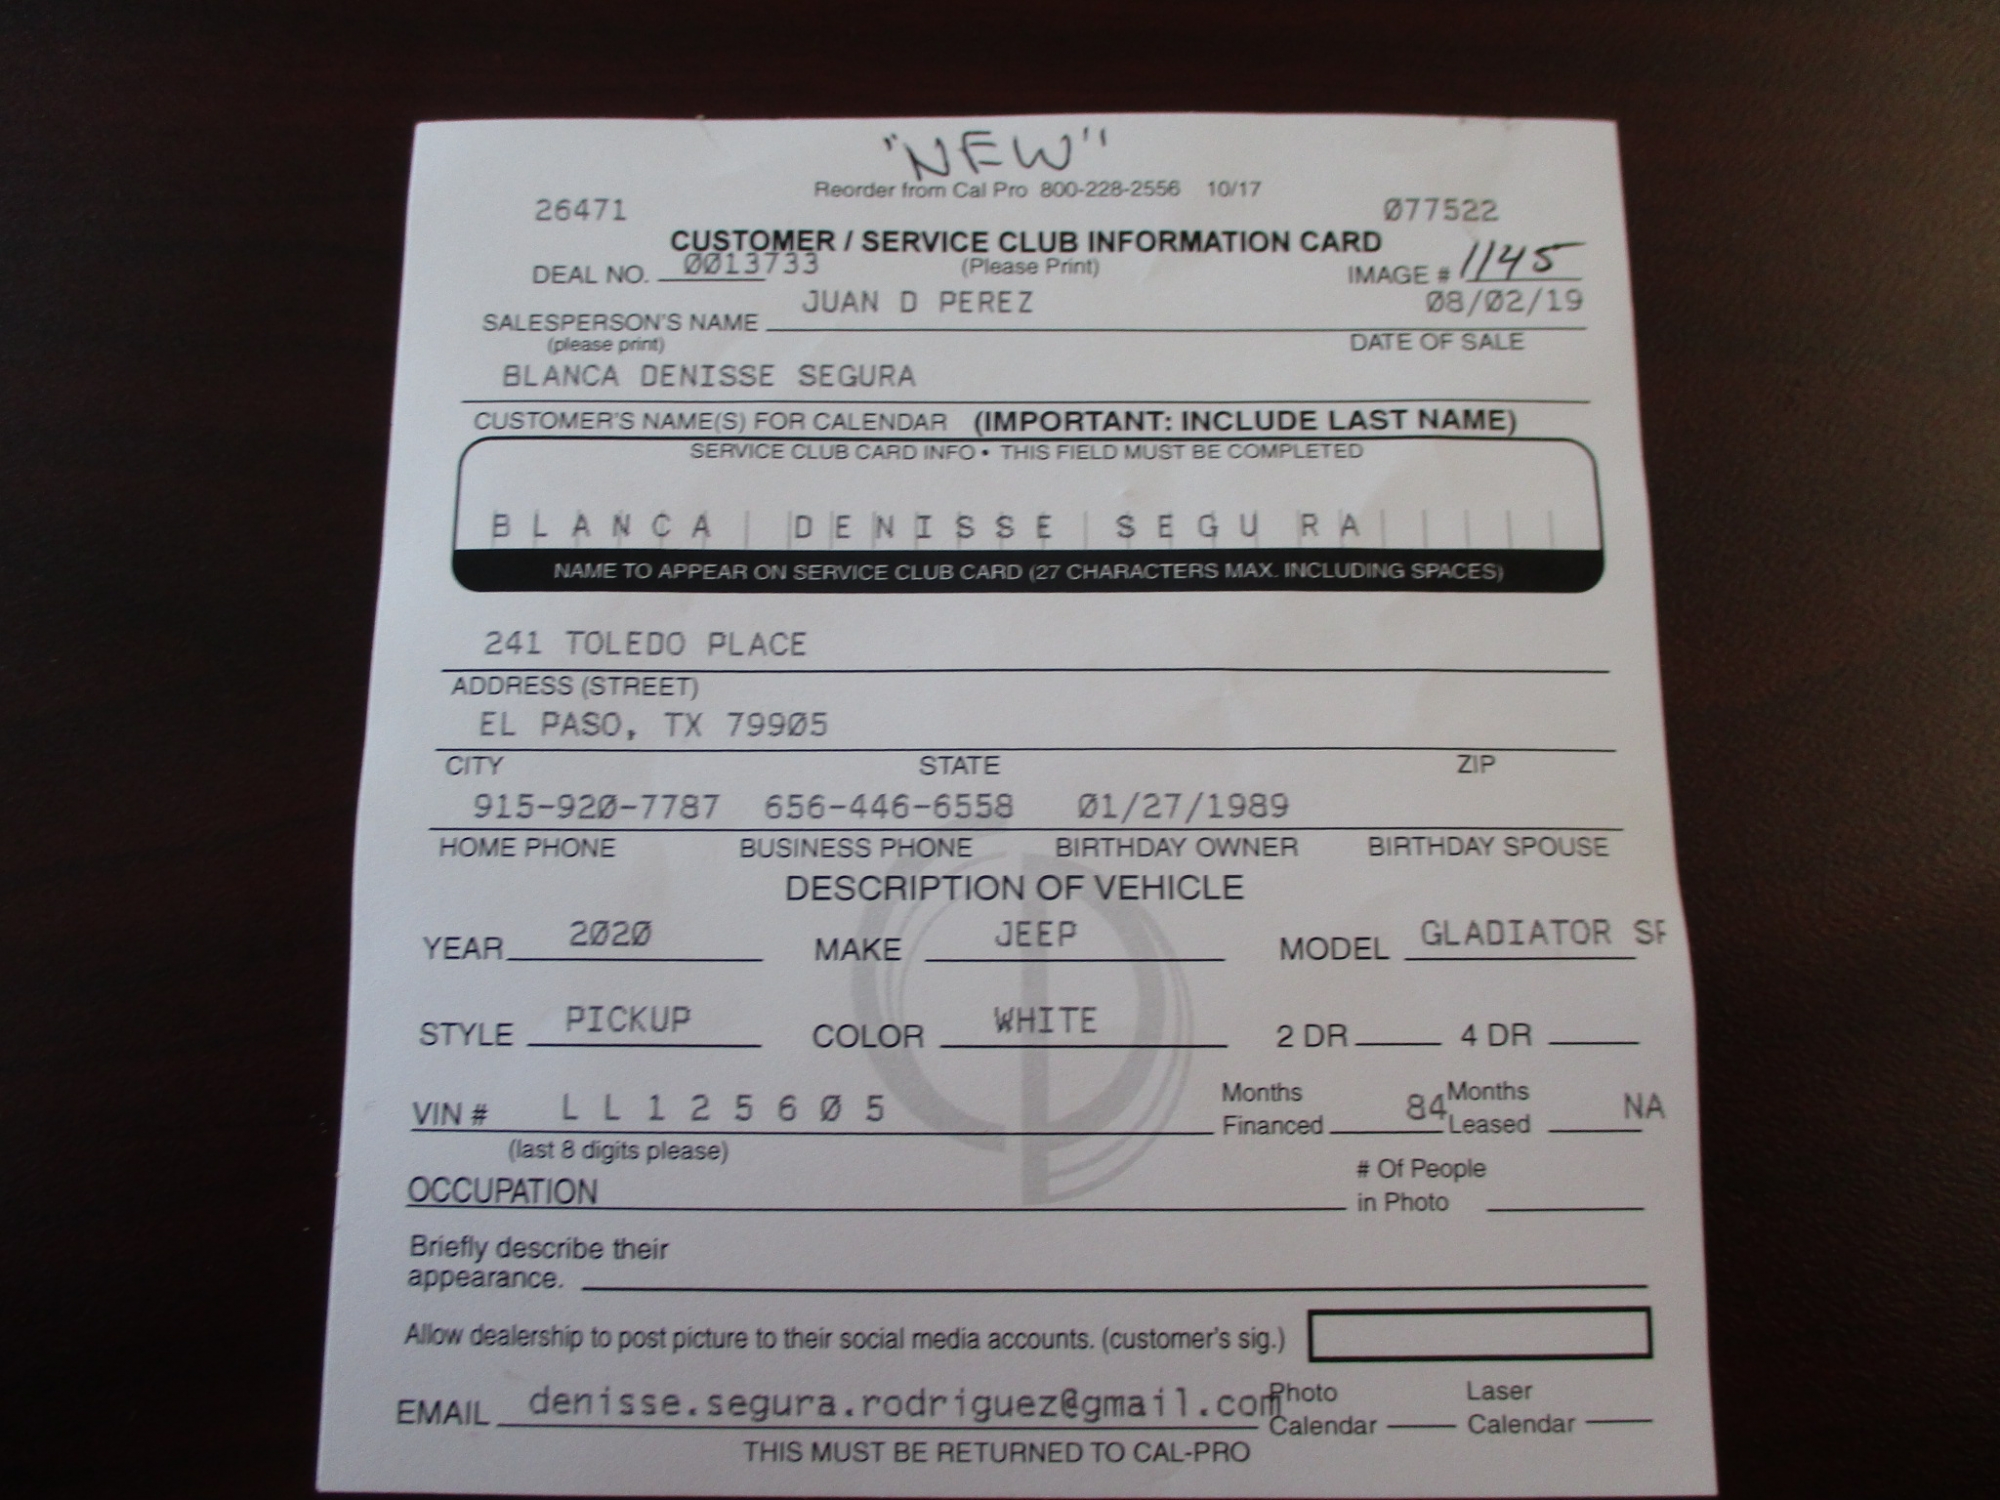 "NEW"
Reorder from Cal Pro 800-228-2556 10/17
26471 077522
CUSTOMER / SERVICE CLUB INFORMATION CARD
DEAL NO. 0013733 (Please Print) IMAGE # 1145
JUAN D PEREZ 08/02/19
SALESPERSON'S NAME
(please print) DATE OF SALE
BLANCA DENISSE SEGURA
CUSTOMER'S NAME(S) FOR CALENDAR (IMPORTANT: INCLUDE LAST NAME)
SERVICE CLUB CARD INFO • THIS FIELD MUST BE COMPLETED
BLANCA DENISSE SEGURA
NAME TO APPEAR ON SERVICE CLUB CARD (27 CHARACTERS MAX. INCLUDING SPACES)
241 TOLEDO PLACE
ADDRESS (STREET)
EL PASO, TX 79905
CITY STATE ZIP
915-920-7787 656-446-6558 01/27/1989
HOME PHONE BUSINESS PHONE BIRTHDAY OWNER BIRTHDAY SPOUSE
DESCRIPTION OF VEHICLE
YEAR 2020 MAKE JEEP MODEL GLADIATOR
STYLE PICKUP COLOR WHITE 2 DR 4 DR
VIN # LL125605 Months Financed 84 Months Leased NA
(last 8 digits please)
OCCUPATION # Of People in Photo
Briefly describe their
appearance.
Allow dealership to post picture to their social media accounts. (customer's sig.)
EMAIL denisse.segura.rodriguez@gmail.com Photo Calendar Laser Calendar
THIS MUST BE RETURNED TO CAL-PRO